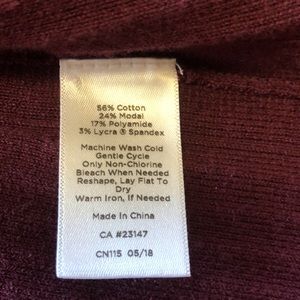 56% Cotton
24% Modal
17% Polyamide
3% Lycra ® Spandex
Machine Wash Cold
Gentle Cycle
Only Non-Chlorine
Bleach When Needed
Reshape, Lay Flat To
Dry
Warm Iron, If Needed
Made In China
CA #23147
CN115 05/18